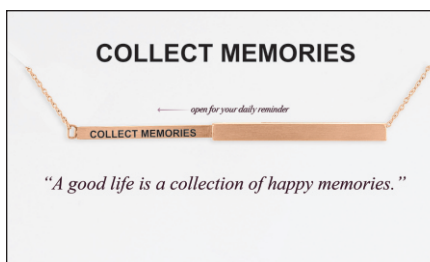 COLLECT MEMORIES
open for your daily reminder
COLLECT MEMORIES
“A good life is a collection of happy memories.”